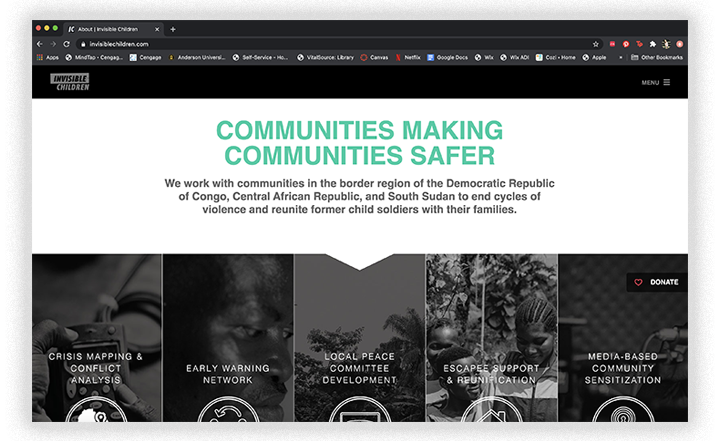 About | Invisible Children
invisiblechildren.com
Apps
MindTap - Cengag...
Cengage
Anderson Universi...
Self-Service - Ho...
VitalSource: Library
Canvas
Netflix
Google Docs
Wix
Wix ADI
Cozi • Home
Apple
»
Other Bookmarks
INVISIBLE
CHILDREN
MENU
COMMUNITIES MAKING
COMMUNITIES SAFER
We work with communities in the border region of the Democratic Republic
of Congo, Central African Republic, and South Sudan to end cycles of
violence and reunite former child soldiers with their families.
DONATE
CRISIS MAPPING &
CONFLICT
ANALYSIS
EARLY WARNING
NETWORK
LOCAL PEACE
COMMITTEE
DEVELOPMENT
ESCAPEE SUPPORT
& REUNIFICATION
MEDIA-BASED
COMMUNITY
SENSITIZATION